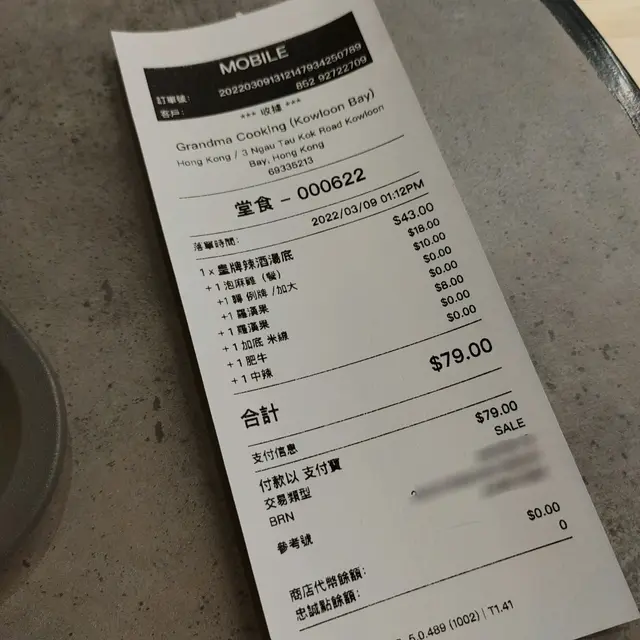 MOBILE
訂單號: 20220309131214793425078​9
客戶: 852 92722709
*** 收據 ***
Grandma Cooking (Kowloon Bay)
Hong Kong / 3 Ngau Tau Kok Road Kowloon
Bay, Hong Kong
69335213
堂食 - 000622
落單時間: 2022/03/09 01:12PM
1 x 皇牌辣酒湯底 $43.00
+ 1 泡麻雞 (髀) $18.00
+1 轉 例牌 /加大 $10.00
+ 1 羅漢果 $0.00
+ 1 羅漢果 $0.00
+ 1 加底 米線 $8.00
+ 1 肥牛 $0.00
+ 1 中辣 $0.00
合計 $79.00
支付信息
付款以 支付寶 $79.00
交易類型 SALE
BRN
參考號
商店代幣餘額: $0.00
忠誠點餘額: 0
5.0.489 (1002) | T1.41